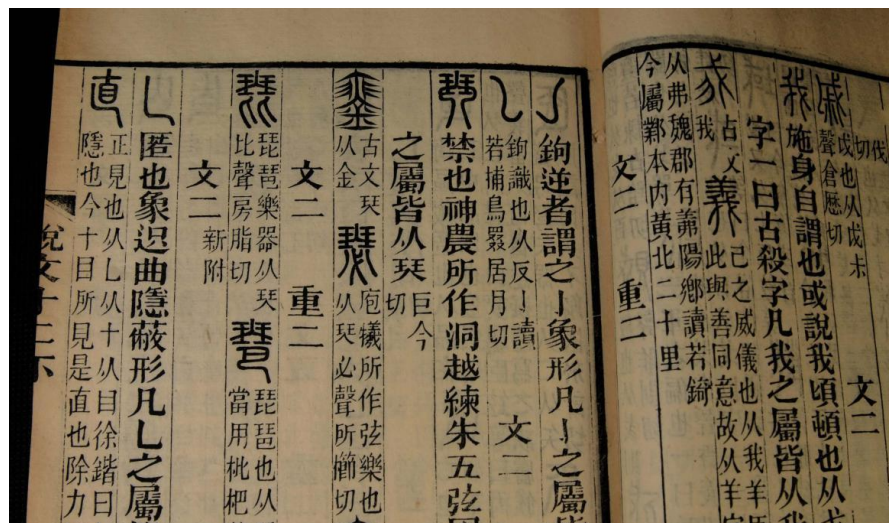 伐
切
戚 戉也从戉尗
聲倉歷切
文二
我 施身自謂也或說我頃頓也从戈
字一曰古殺字凡我之屬皆从我
古文
我
義 己之威儀也从我羊
此與善同意故从羊
从弗魏郡有羛陽鄉讀若錡
今屬鄴本内黃北二十里
文二 重二
亅 鉤逆者謂之亅象形凡亅之屬
𠄌 鉤識也从反亅讀
若捕鳥罬居月切
文二
珡 禁也神農所作洞越練朱五弦周
之屬皆从珡 巨今
切
古文珡
从金
瑟 庖犧所作弦樂也
从珡必聲所櫛切
文二 重二
琵 琵琶樂器从珡
比聲房脂切
琶 琵琶也从
當用枇杷
文二 新附
乚 匿也象迟曲隱蔽形凡乚之屬
直 正見也从乚从十从目徐鍇曰
隱也今十目所見是直也除力
說文十二下